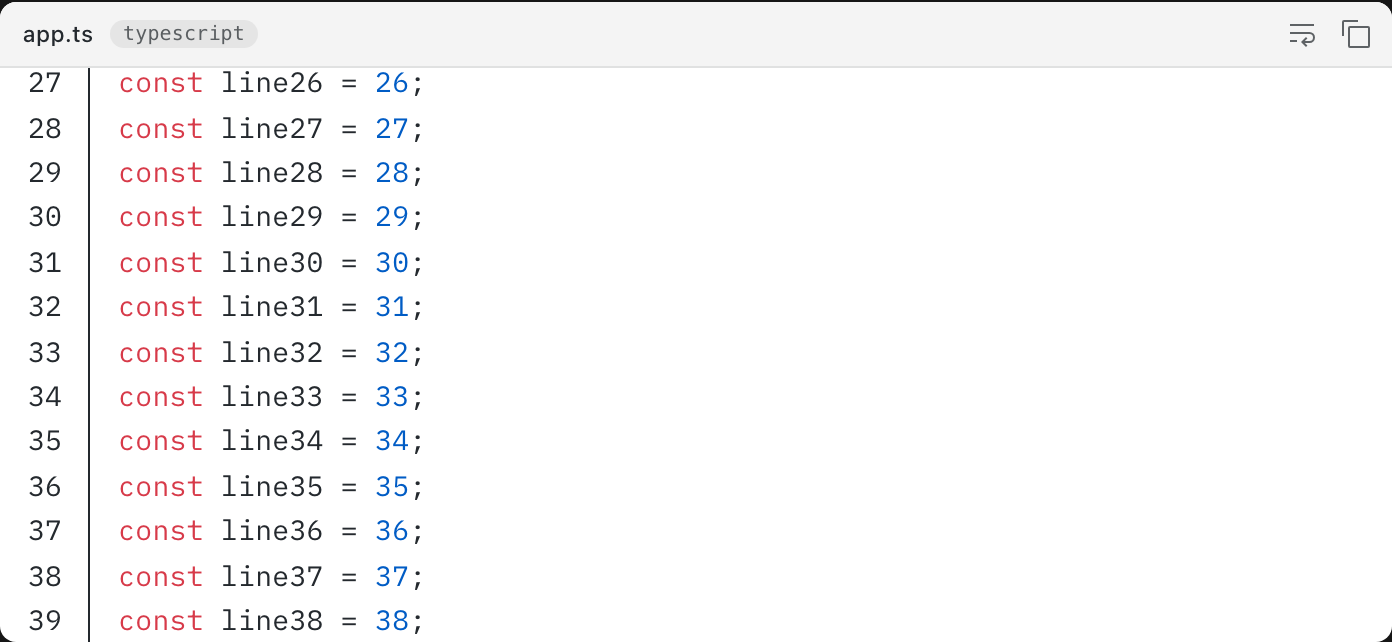 app.ts typescript
27 const line26 = 26;
28 const line27 = 27;
29 const line28 = 28;
30 const line29 = 29;
31 const line30 = 30;
32 const line31 = 31;
33 const line32 = 32;
34 const line33 = 33;
35 const line34 = 34;
36 const line35 = 35;
37 const line36 = 36;
38 const line37 = 37;
39 const line38 = 38;